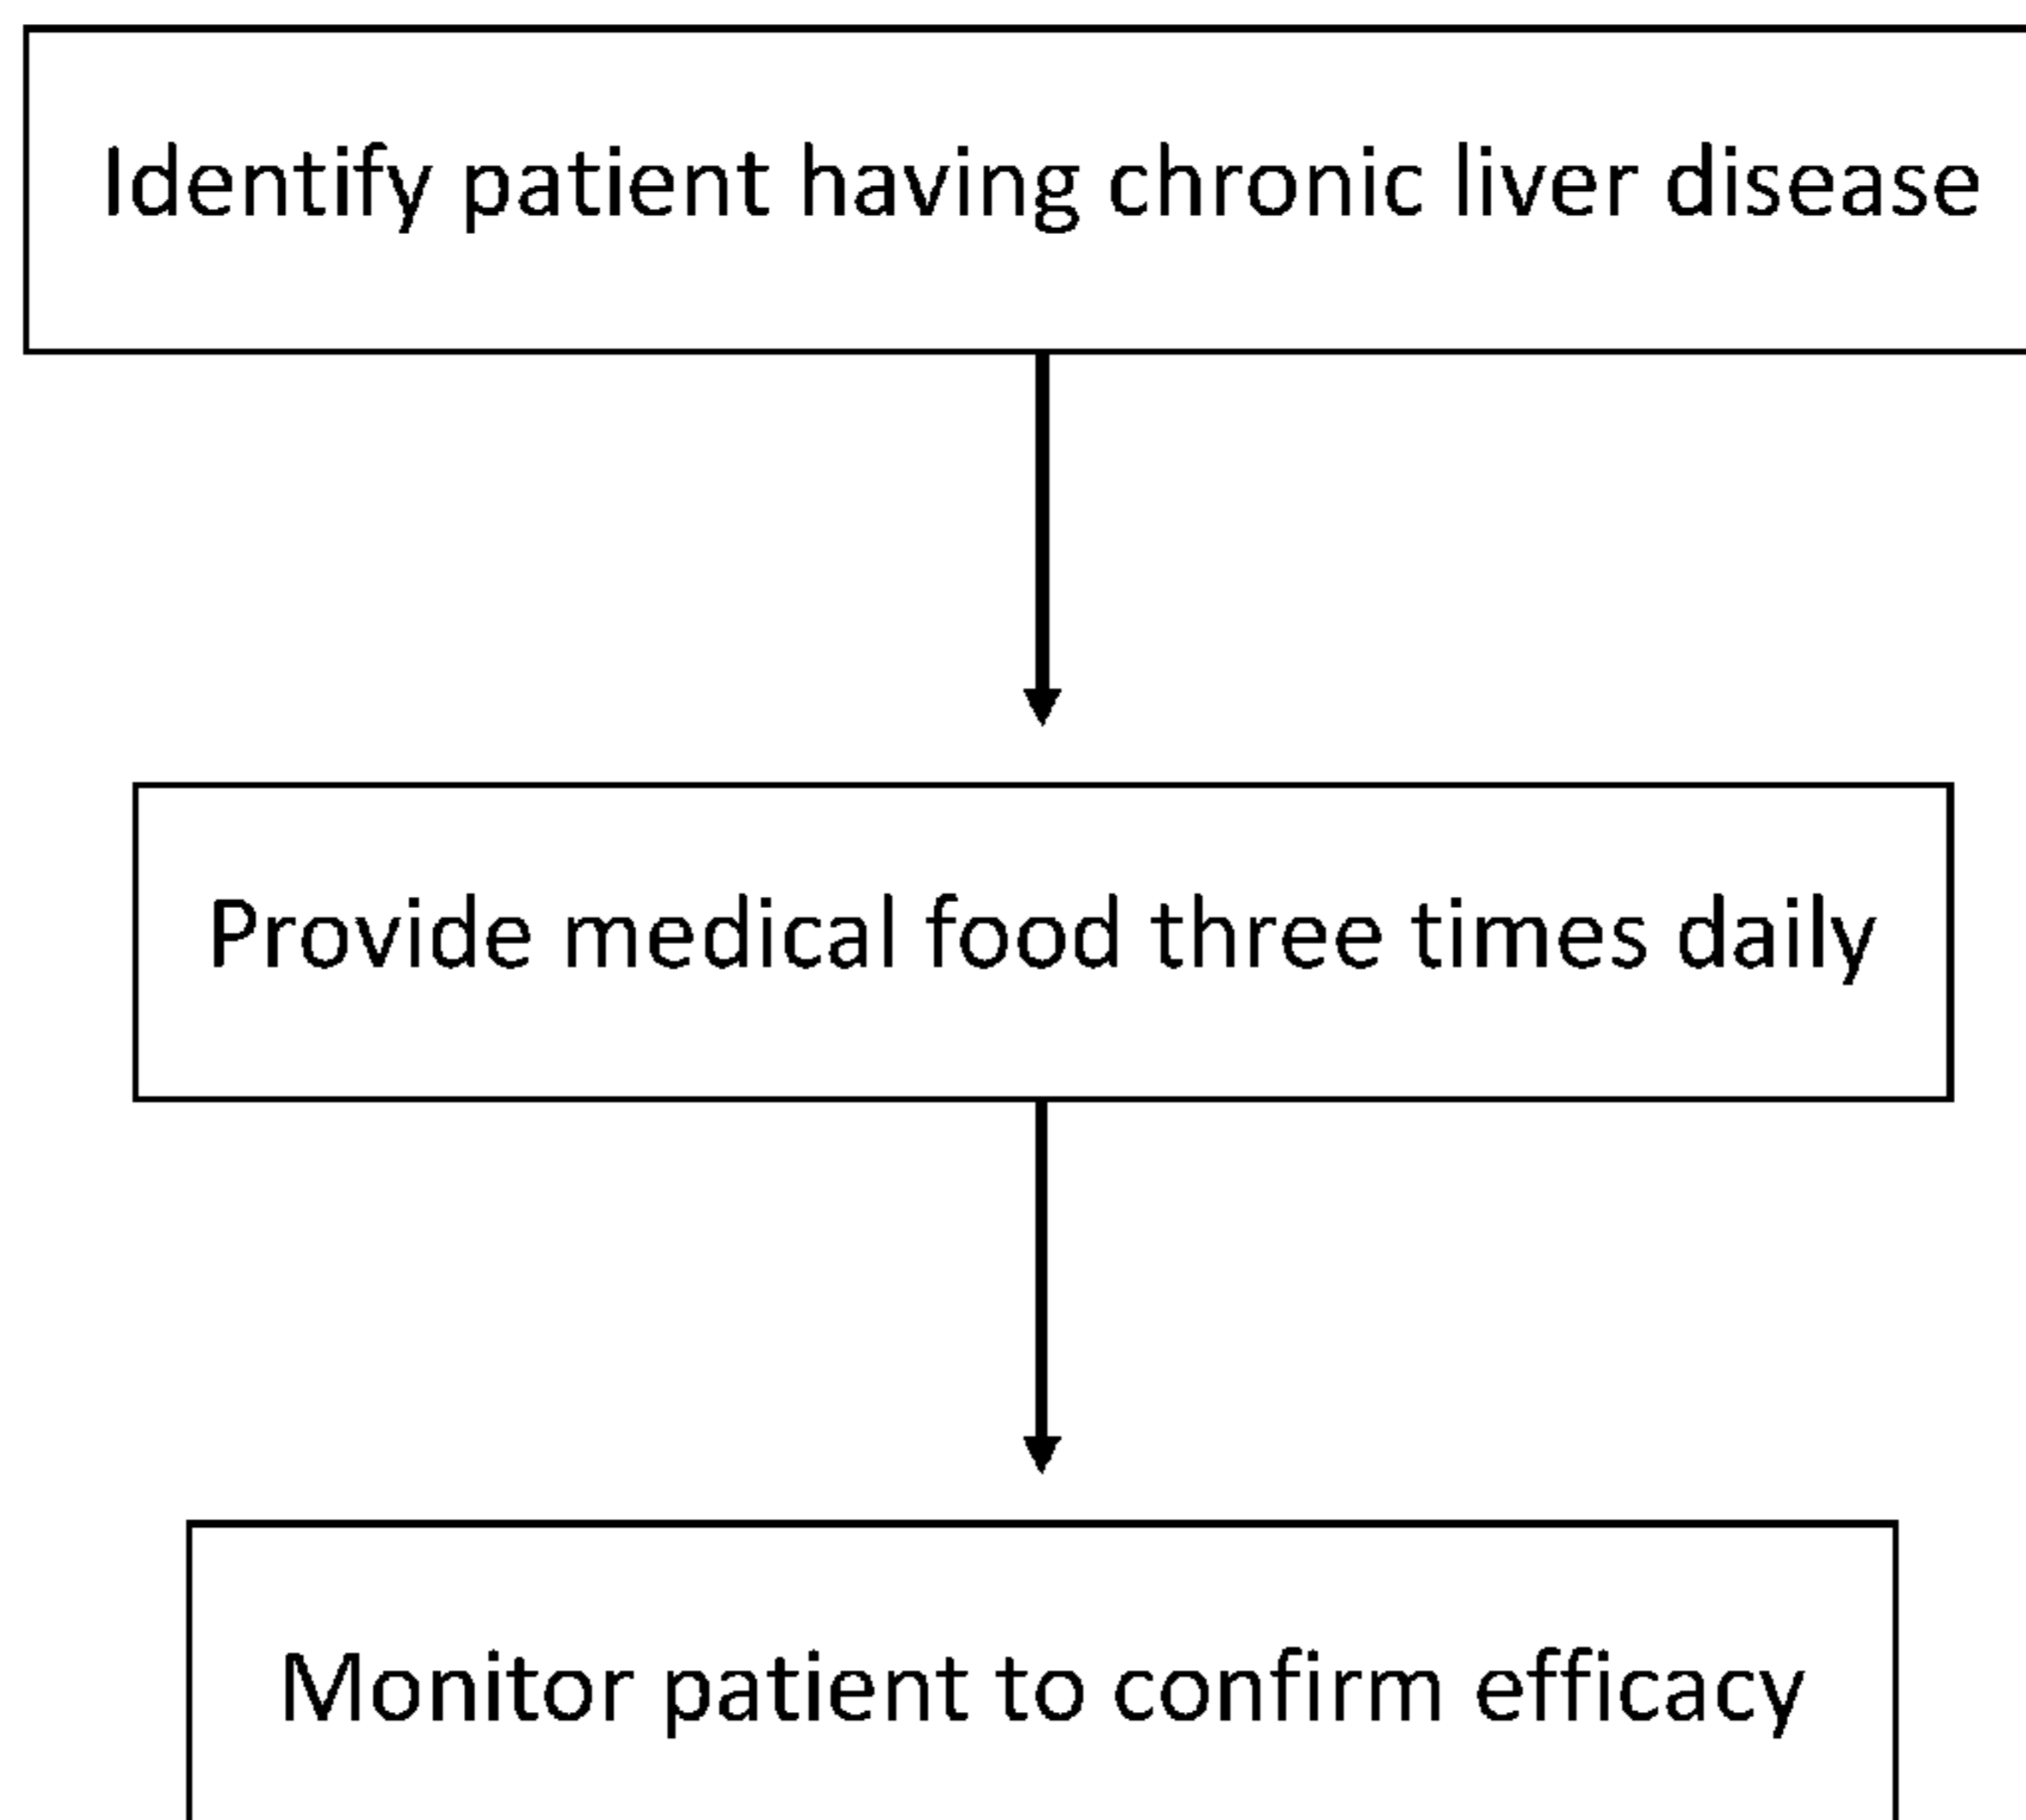 Identify patient having chronic liver disease
Provide medical food three times daily
Monitor patient to confirm efficacy